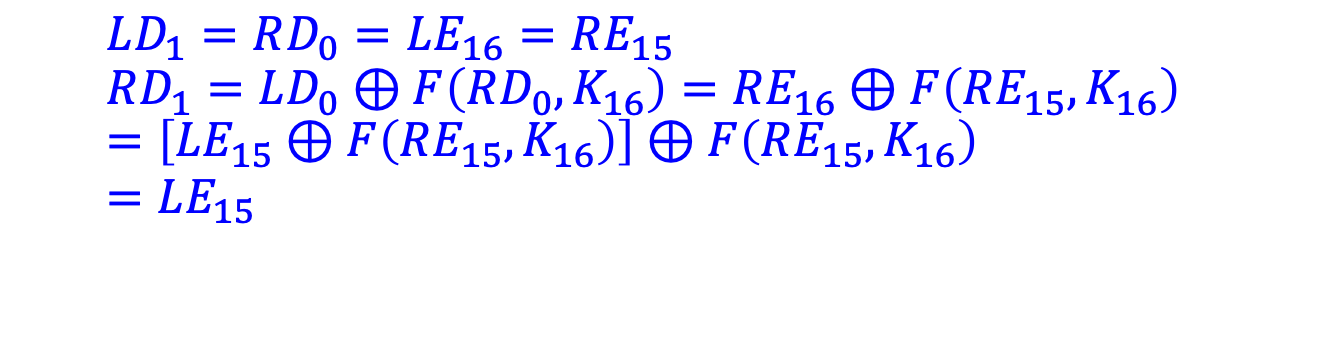 LD₁ = RD₀ = LE₁₆ = RE₁₅
RD₁ = LD₀ ⊕ F(RD₀, K₁₆) = RE₁₆ ⊕ F(RE₁₅, K₁₆)
= [LE₁₅ ⊕ F(RE₁₅, K₁₆)] ⊕ F(RE₁₅, K₁₆)
= LE₁₅